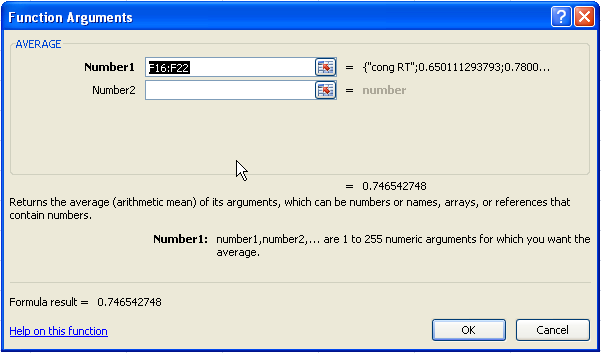 Function Arguments
AVERAGE
Number1 F16:F22 = {"cong RT";0.650111293793;0.7800...
Number2 = number
= 0.746542748
Returns the average (arithmetic mean) of its arguments, which can be numbers or names, arrays, or references that
contain numbers.
Number1: number1,number2,... are 1 to 255 numeric arguments for which you want the
average.
Formula result = 0.746542748
Help on this function
OK Cancel